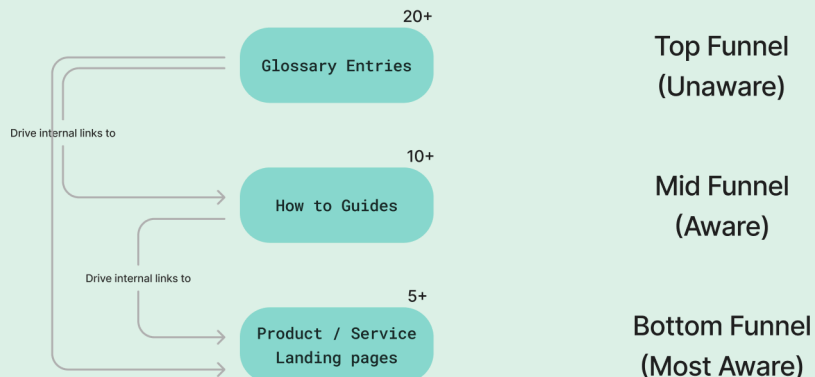 20+
Glossary Entries
Top Funnel
(Unaware)
Drive internal links to
10+
How to Guides
Mid Funnel
(Aware)
Drive internal links to
5+
Product / Service
Landing pages
Bottom Funnel
(Most Aware)